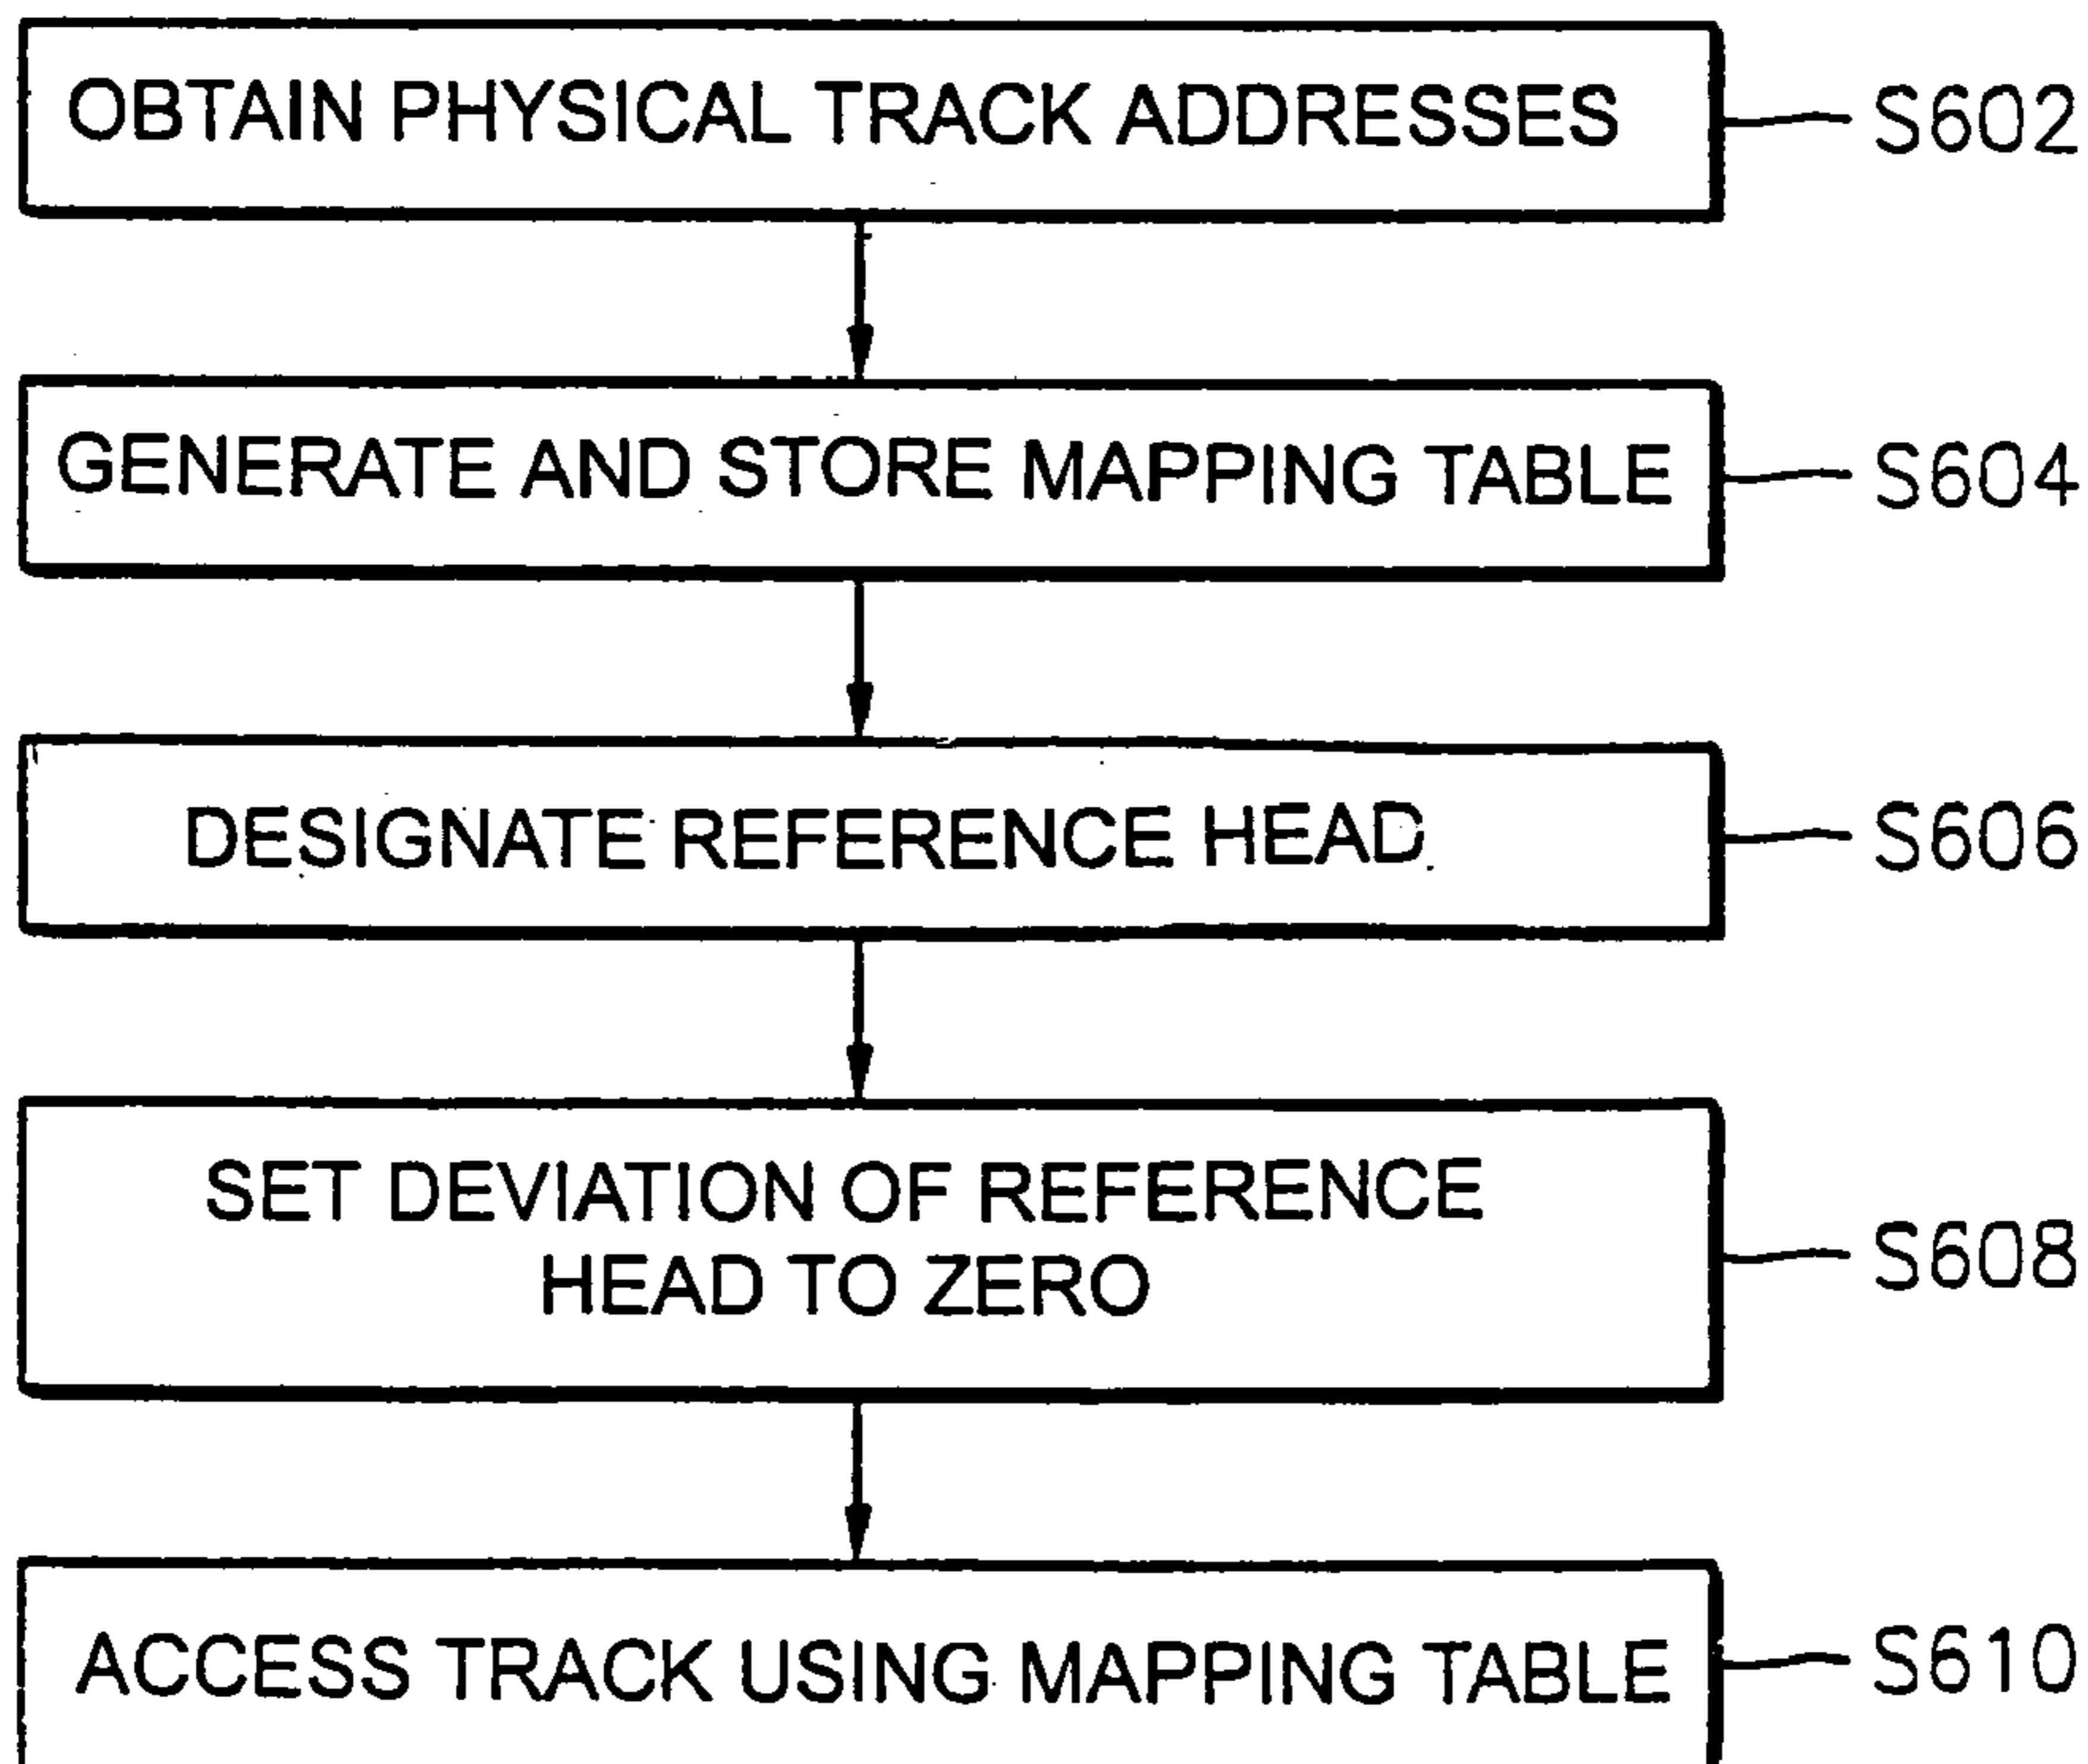 OBTAIN PHYSICAL TRACK ADDRESSES S602
GENERATE AND STORE MAPPING TABLE S604
DESIGNATE REFERENCE HEAD S606
SET DEVIATION OF REFERENCE
HEAD TO ZERO
S608
ACCESS TRACK USING MAPPING TABLE S610